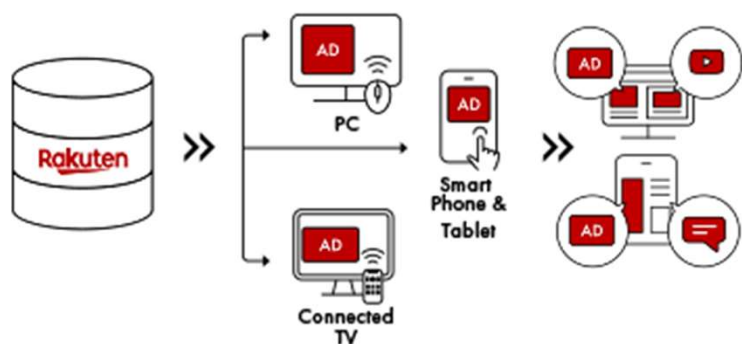 Rakuten
AD
PC
AD
Smart
Phone &
Tablet
AD
Connected
TV
AD
AD